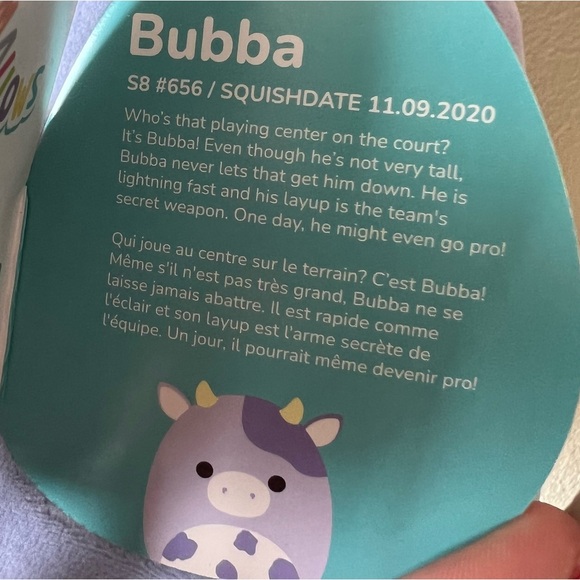 Bubba
S8 #656 / SQUISHDATE 11.09.2020
Who's that playing center on the court?
It's Bubba! Even though he's not very tall,
Bubba never lets that get him down. He is
lightning fast and his layup is the team's
secret weapon. One day, he might even go pro!
Qui joue au centre sur le terrain? C'est Bubba!
Même s'il n'est pas très grand, Bubba ne se
laisse jamais abattre. Il est rapide comme
l'éclair et son layup est l'arme secrète de
l'équipe. Un jour, il pourrait même devenir pro!